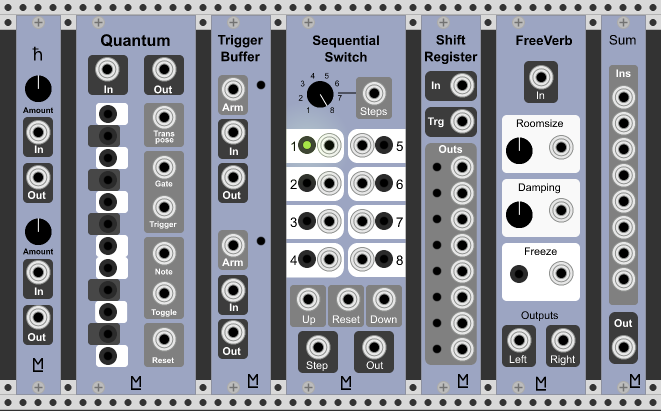 ħ
Amount
In
Out
Amount
In
Out
Quantum
In
Out
Trans
pose
Gate
Trigger
Note
Toggle
Reset
Trigger
Buffer
Arm
In
Out
Arm
In
Out
Sequential
Switch
4 5
3 6
2 7
1 8
Steps
1 5
2 6
3 7
4 8
Up Reset Down
Step Out
Shift
Register
In
Trg
Outs
FreeVerb
In
Roomsize
Damping
Freeze
Outputs
Left Right
Sum
Ins
Out